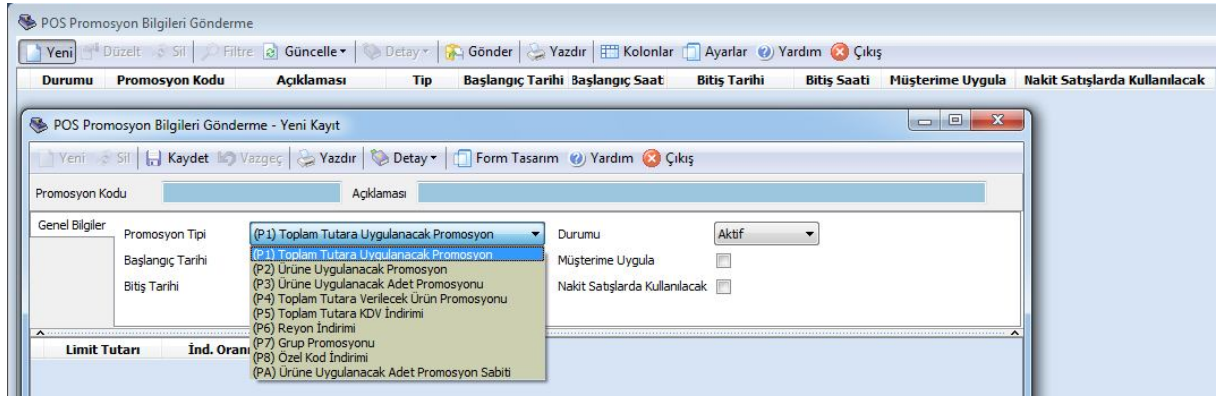 POS Promosyon Bilgileri Gönderme
Yeni Düzelt Sil Filtre Güncelle Detay Gönder Yazdır Kolonlar Ayarlar Yardım Çıkış
Durumu Promosyon Kodu Açıklaması Tip Başlangıç Tarihi Başlangıç Saat Bitiş Tarihi Bitiş Saati Müşterime Uygula Nakit Satışlarda Kullanılacak
POS Promosyon Bilgileri Gönderme - Yeni Kayıt
Yeni Sil Kaydet Vazgeç Yazdır Detay Form Tasarım Yardım Çıkış
Promosyon Kodu Açıklaması
Genel Bilgiler
Promosyon Tipi (P1) Toplam Tutara Uygulanacak Promosyon Durumu Aktif
Başlangıç Tarihi Müşterime Uygula
Bitiş Tarihi Nakit Satışlarda Kullanılacak
(P1) Toplam Tutara Uygulanacak Promosyon
(P2) Ürüne Uygulanacak Promosyon
(P3) Ürüne Uygulanacak Adet Promosyonu
(P4) Toplam Tutara Verilecek Ürün Promosyonu
(P5) Toplam Tutara KDV İndirimi
(P6) Reyon İndirimi
(P7) Grup Promosyonu
(P8) Özel Kod İndirimi
(PA) Ürüne Uygulanacak Adet Promosyon Sabiti
Limit Tutarı İnd. Oran